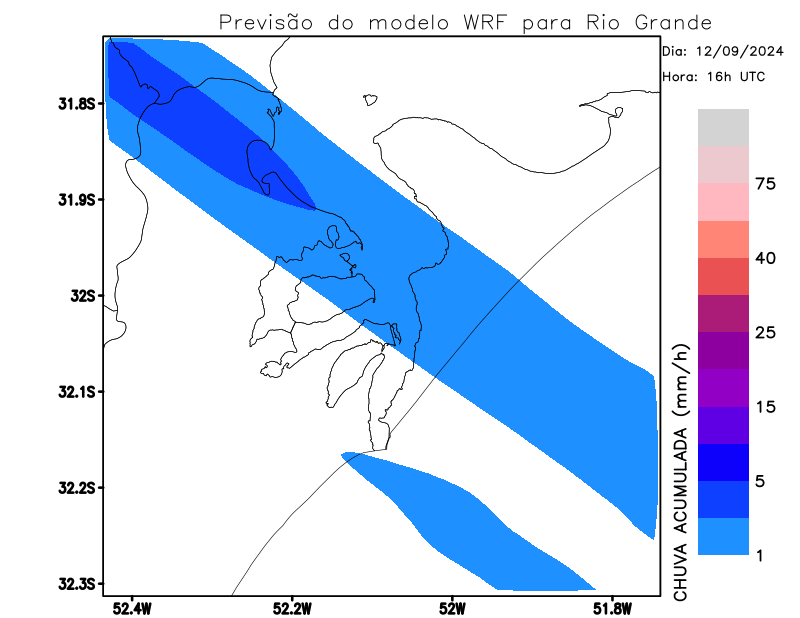 Previsão do modelo WRF para Rio Grande
Dia: 12/09/2024
Hora: 16h UTC
31.8S
31.9S
32S
32.1S
32.2S
32.3S
52.4W
52.2W
52W
51.8W
75
40
25
15
5
1
CHUVA ACUMULADA (mm/h)